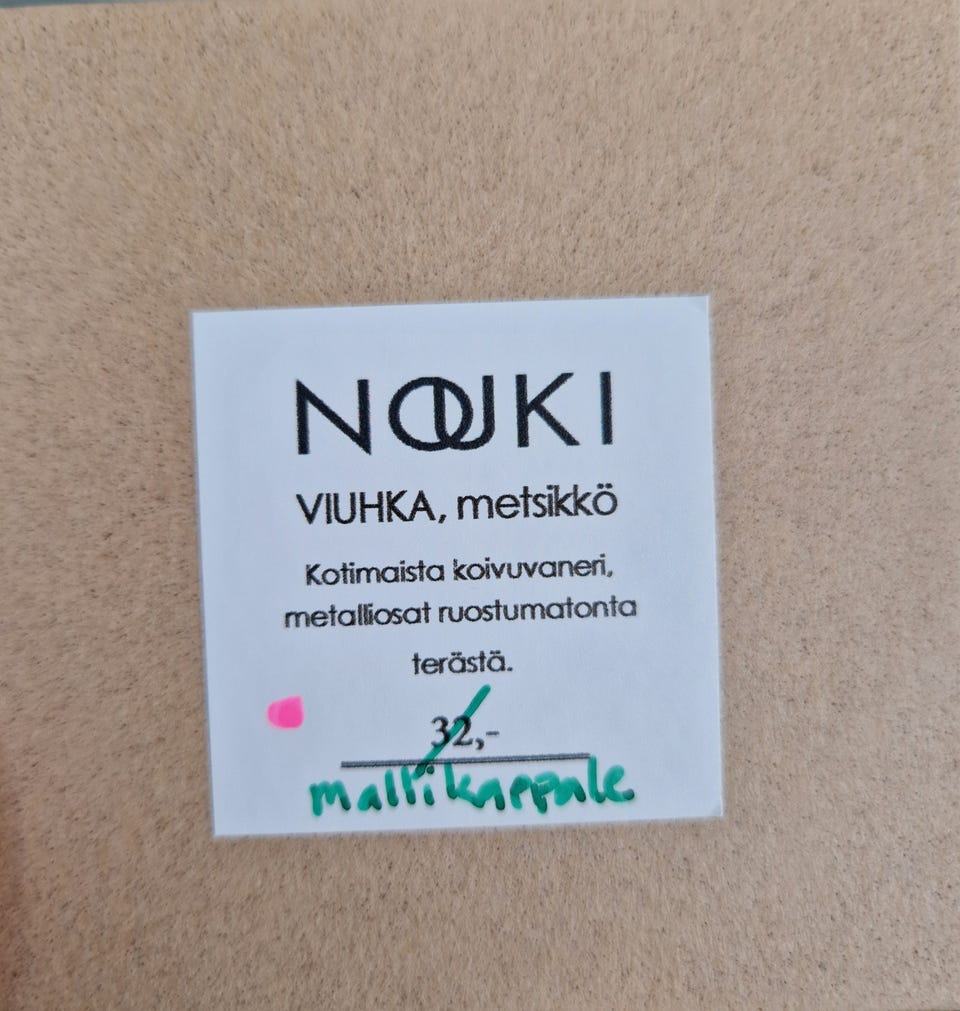 NOUKI
VIUHKA, metsikkö
Kotimaista koivuvaneri,
metalliosat ruostumatonta
terästä.
32,-
mallikappale